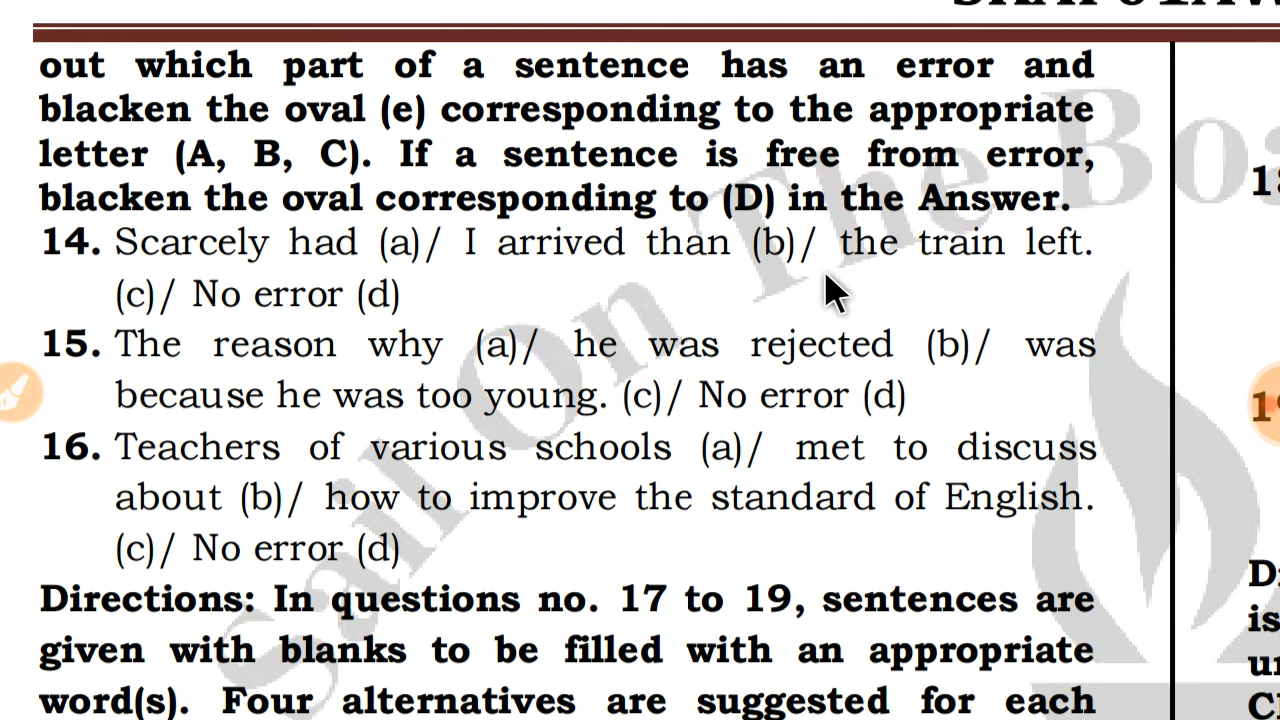 out which part of a sentence has an error and
blacken the oval (e) corresponding to the appropriate
letter (A, B, C). If a sentence is free from error,
blacken the oval corresponding to (D) in the Answer.
14. Scarcely had (a)/ I arrived than (b)/ the train left.
(c)/ No error (d)
15. The reason why (a)/ he was rejected (b)/ was
because he was too young. (c)/ No error (d)
16. Teachers of various schools (a)/ met to discuss
about (b)/ how to improve the standard of English.
(c)/ No error (d)
Directions: In questions no. 17 to 19, sentences are
given with blanks to be filled with an appropriate
word(s). Four alternatives are suggested for each
Sail On The
is